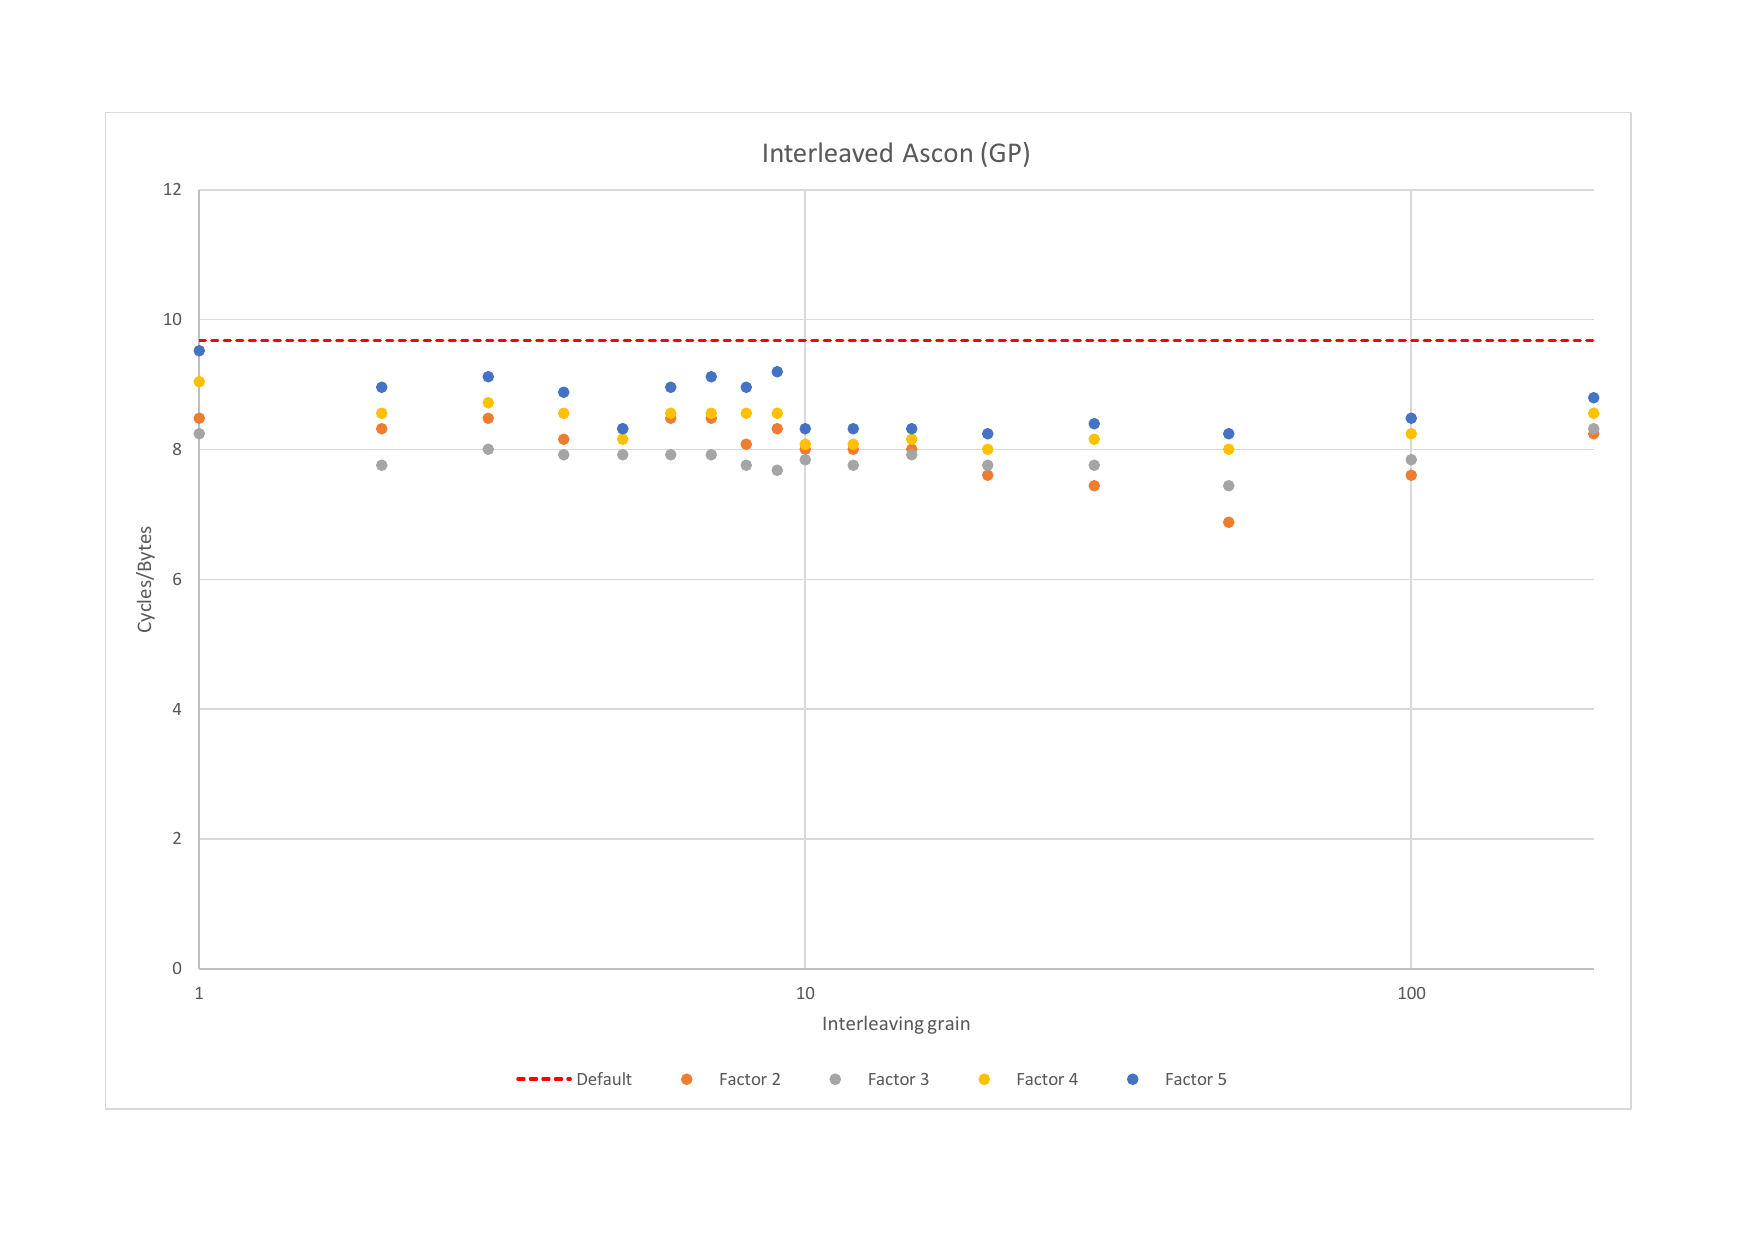 Interleaved Ascon (GP)
12
10
8
6
4
2
0
Cycles/Bytes
1 10 100
Interleaving grain
Default Factor 2 Factor 3 Factor 4 Factor 5